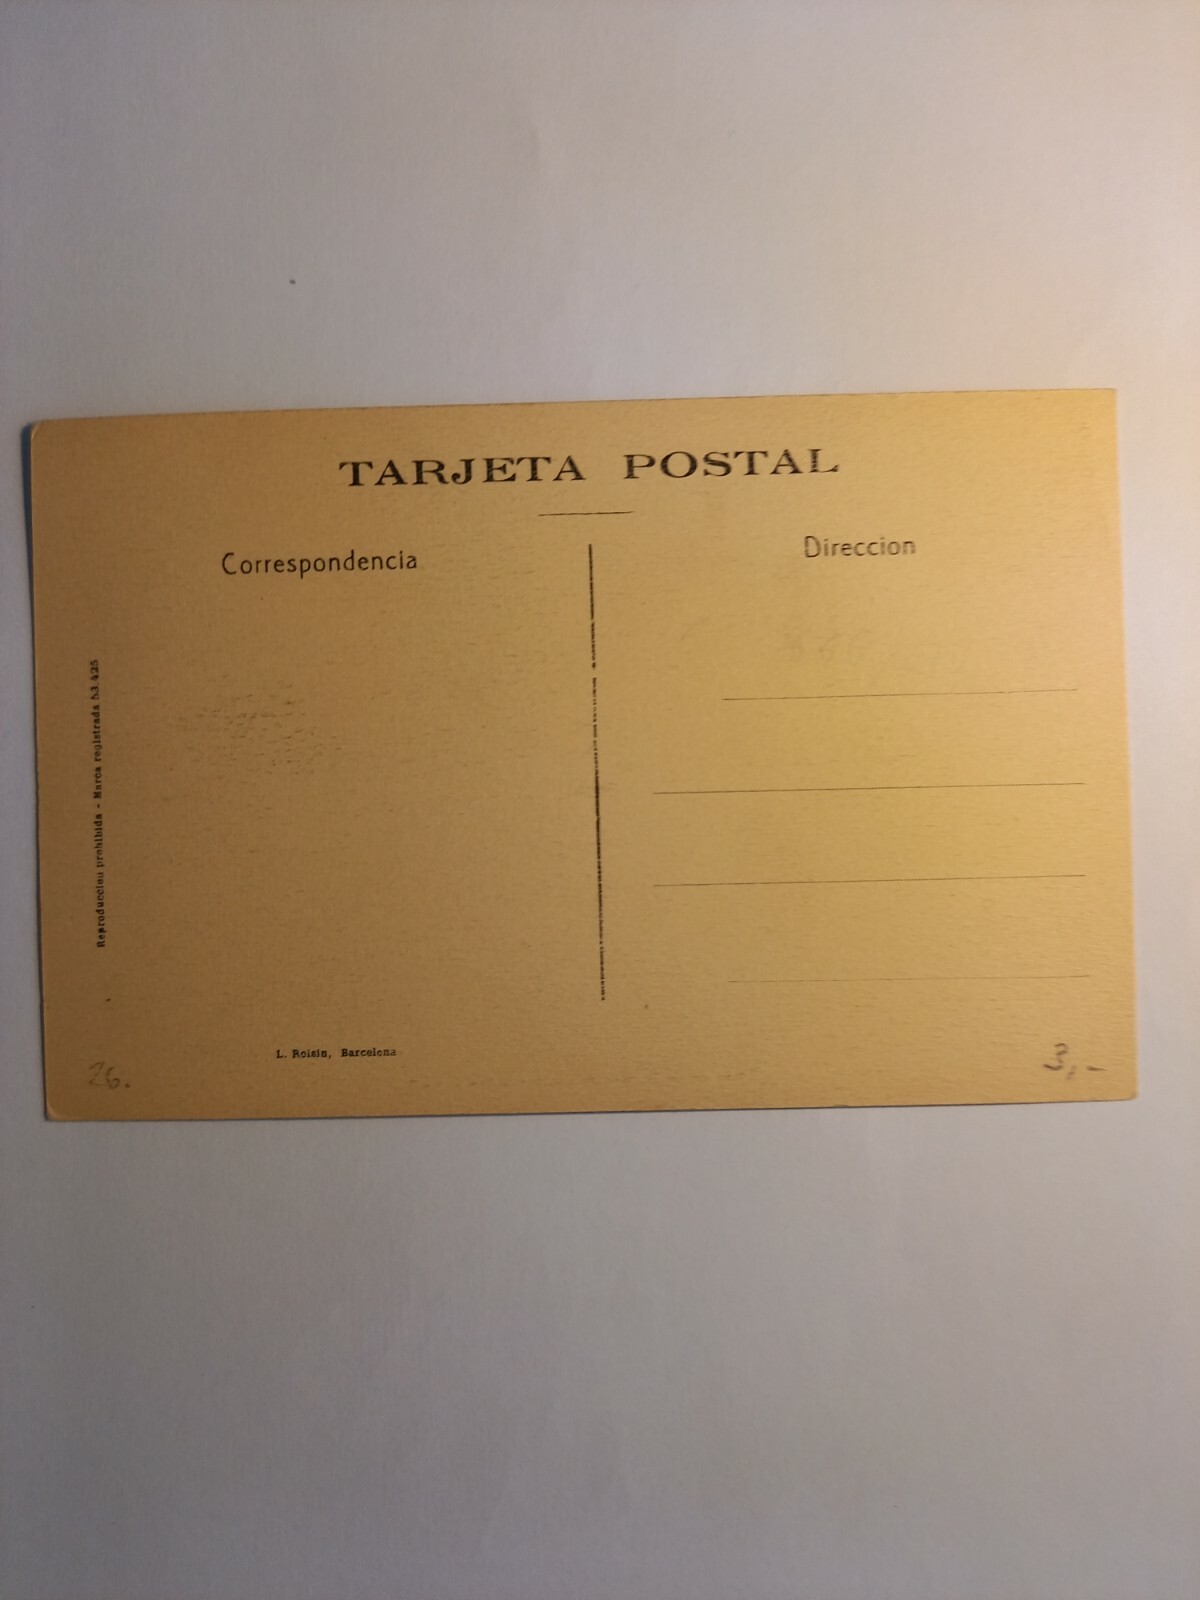 TARJETA POSTAL
Correspondencia
Direccion
Reproduccion prohibida - Marca registrada 53.425
L. Roisin, Barcelona
26.
3,-